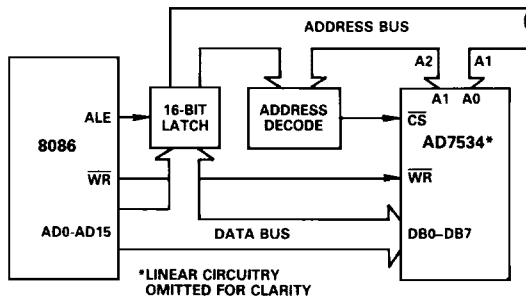 ADDRESS BUS
A2
A1
ALE
16-BIT
LATCH
ADDRESS
DECODE
A1 A0
CS
AD7534*
8086
WR
WR
AD0-AD15
DATA BUS
DB0–DB7
*LINEAR CIRCUITRY
OMITTED FOR CLARITY